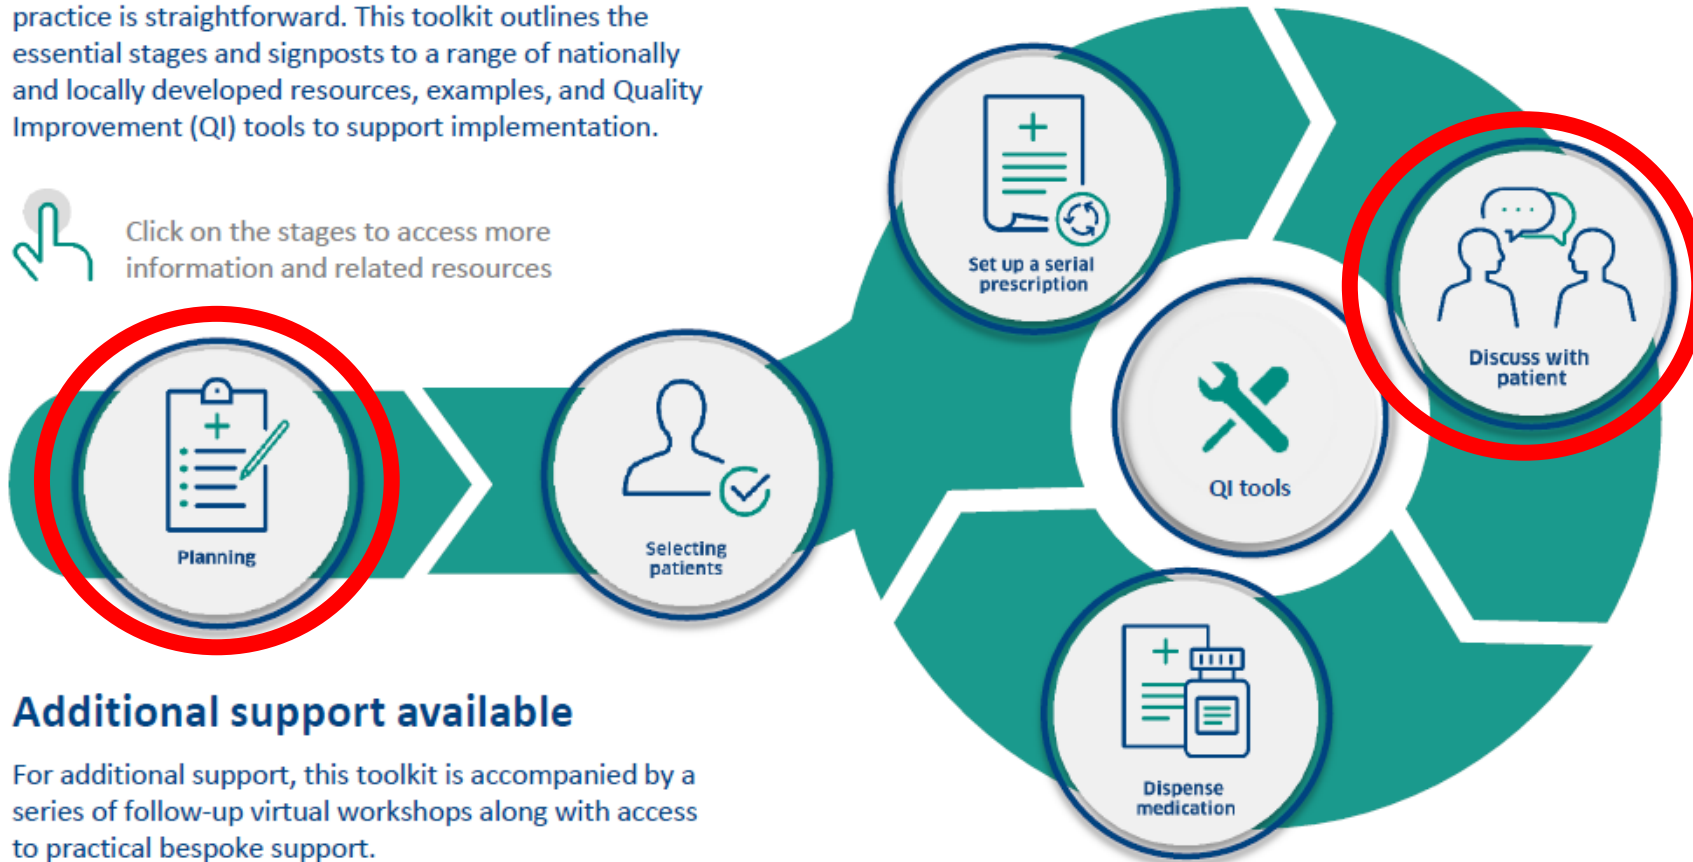 practice is straightforward. This toolkit outlines the
essential stages and signposts to a range of nationally
and locally developed resources, examples, and Quality
Improvement (QI) tools to support implementation.
Click on the stages to access more
information and related resources
Planning
Selecting
patients
Set up a serial
prescription
Discuss with
patient
QI tools
Dispense
medication
Additional support available
For additional support, this toolkit is accompanied by a
series of follow-up virtual workshops along with access
to practical bespoke support.